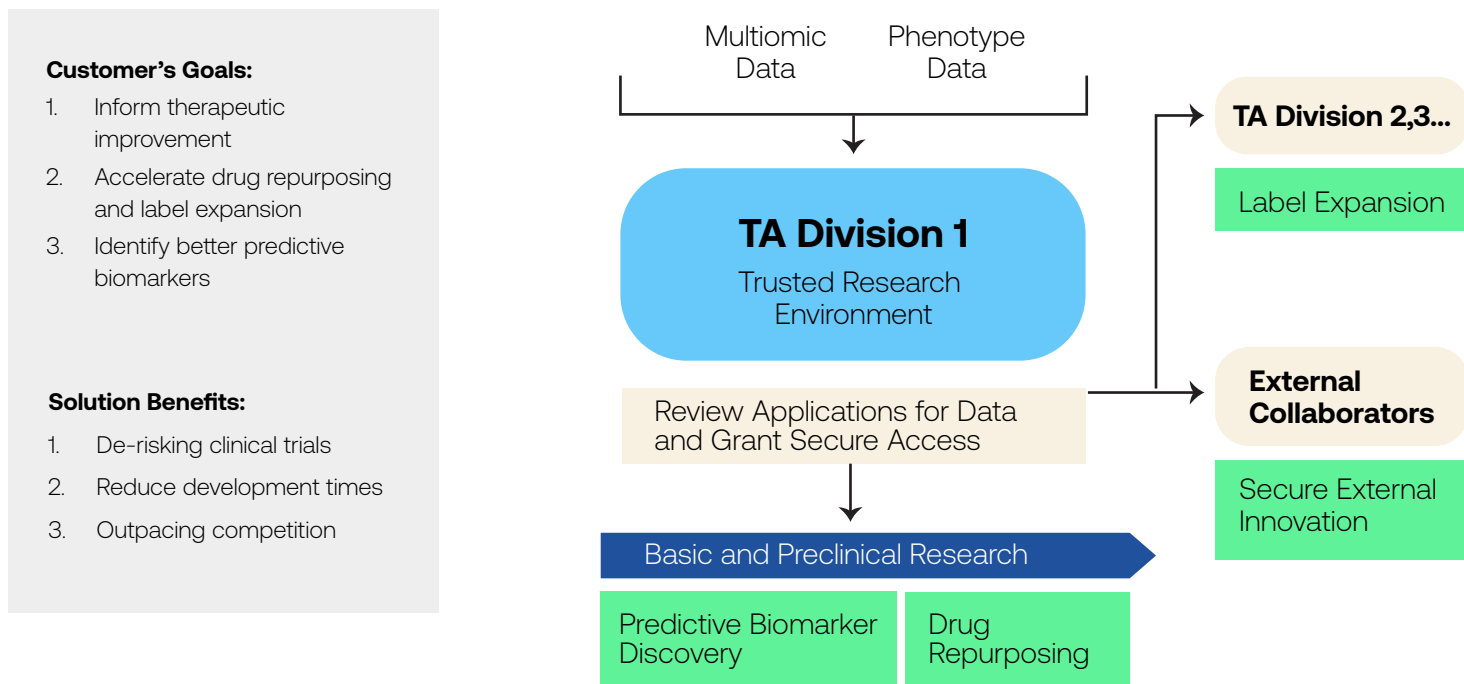 Customer’s Goals:
1. Inform therapeutic
improvement
2. Accelerate drug repurposing
and label expansion
3. Identify better predictive
biomarkers
Solution Benefits:
1. De-risking clinical trials
2. Reduce development times
3. Outpacing competition
Multiomic
Data
Phenotype
Data
TA Division 1
Trusted Research
Environment
Review Applications for Data
and Grant Secure Access
Basic and Preclinical Research
Predictive Biomarker
Discovery
Drug
Repurposing
TA Division 2,3...
Label Expansion
External
Collaborators
Secure External
Innovation